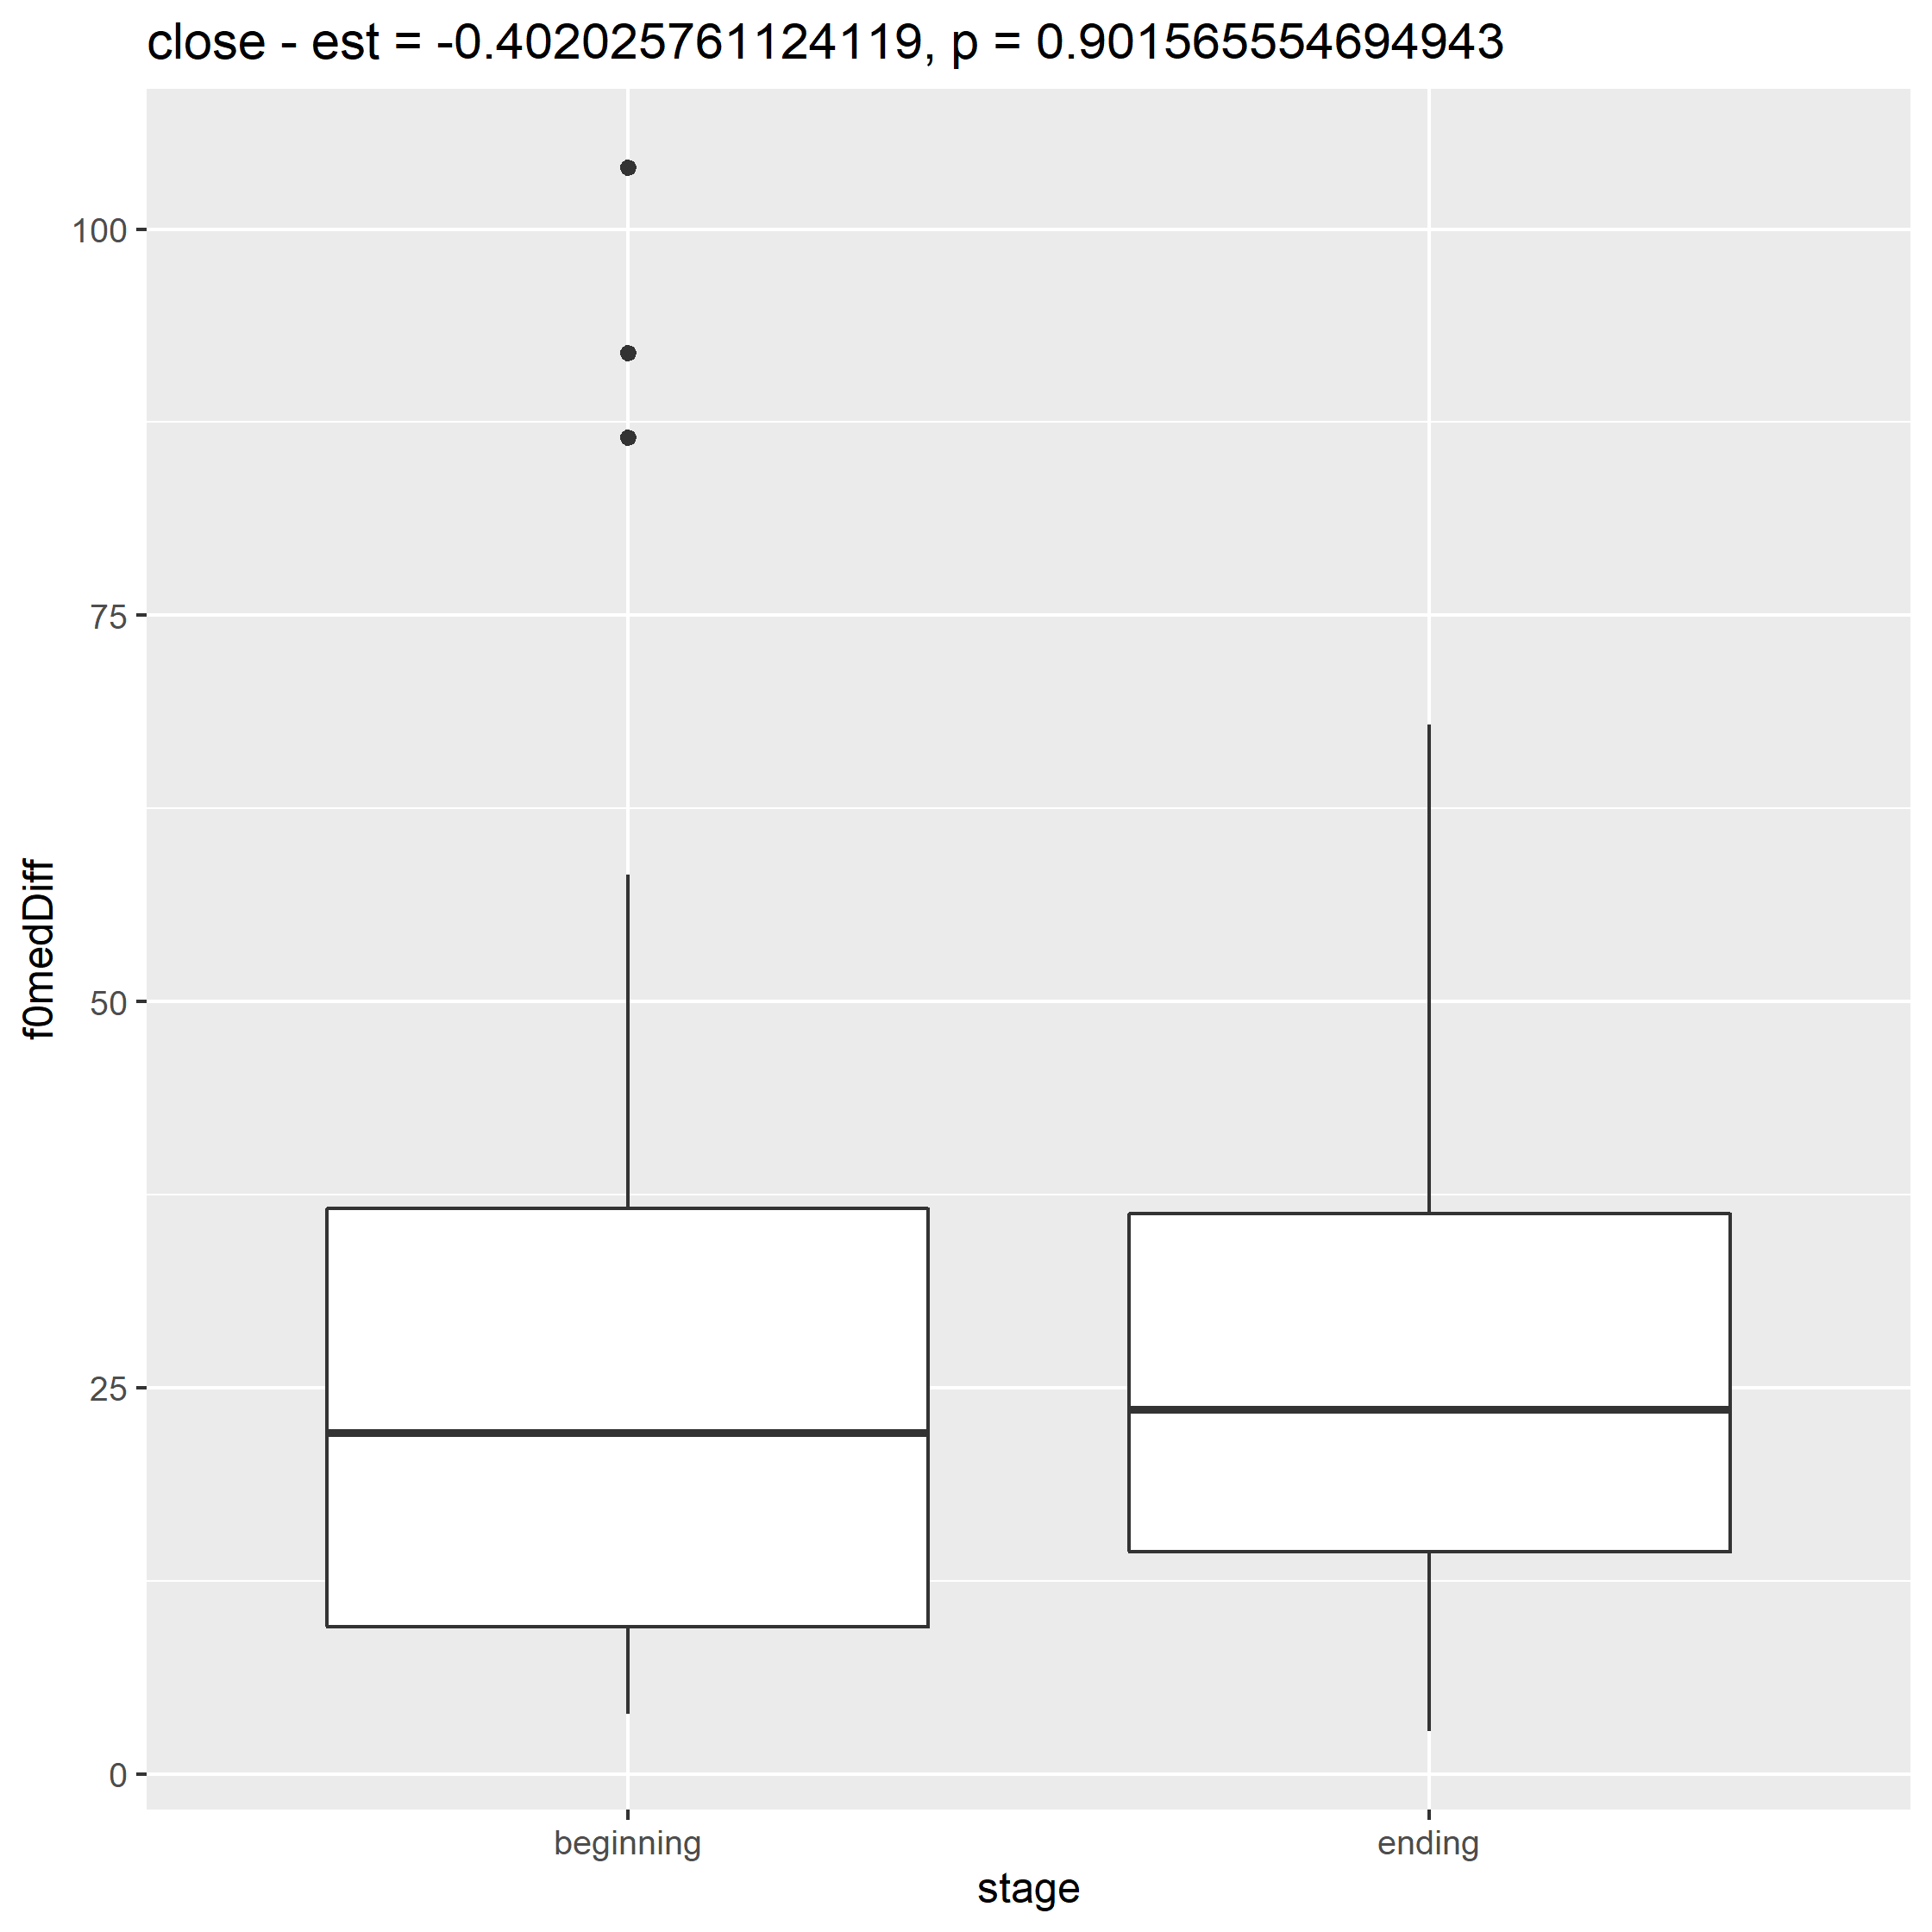 close - est = -0.402025761124119, p = 0.901565554694943
100
75
50
25
0
f0medDiff
beginning
ending
stage